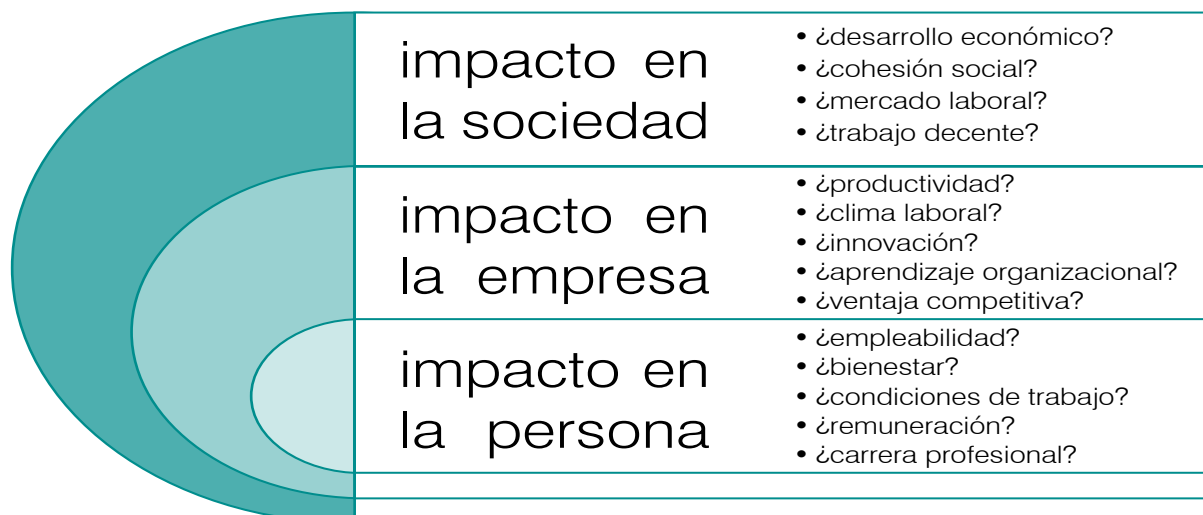 impacto en
la sociedad
• ¿desarrollo económico?
• ¿cohesión social?
• ¿mercado laboral?
• ¿trabajo decente?
impacto en
la empresa
• ¿productividad?
• ¿clima laboral?
• ¿innovación?
• ¿aprendizaje organizacional?
• ¿ventaja competitiva?
impacto en
la persona
• ¿empleabilidad?
• ¿bienestar?
• ¿condiciones de trabajo?
• ¿remuneración?
• ¿carrera profesional?